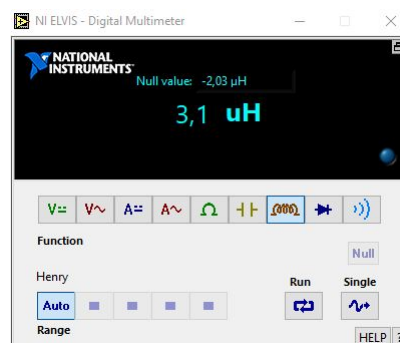 NI ELVIS - Digital Multimeter
NATIONAL
INSTRUMENTS
Null value: -2,03 µH
3,1 uH
V V A A Ω
Function
Null
Henry
Run Single
Auto
Range
HELP ?